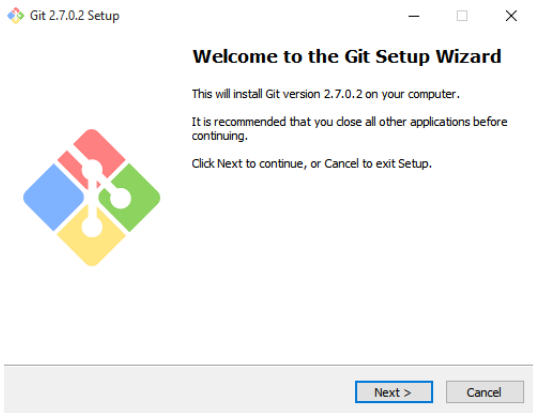 Git 2.7.0.2 Setup
Welcome to the Git Setup Wizard
This will install Git version 2.7.0.2 on your computer.
It is recommended that you close all other applications before
continuing.
Click Next to continue, or Cancel to exit Setup.
Next >
Cancel